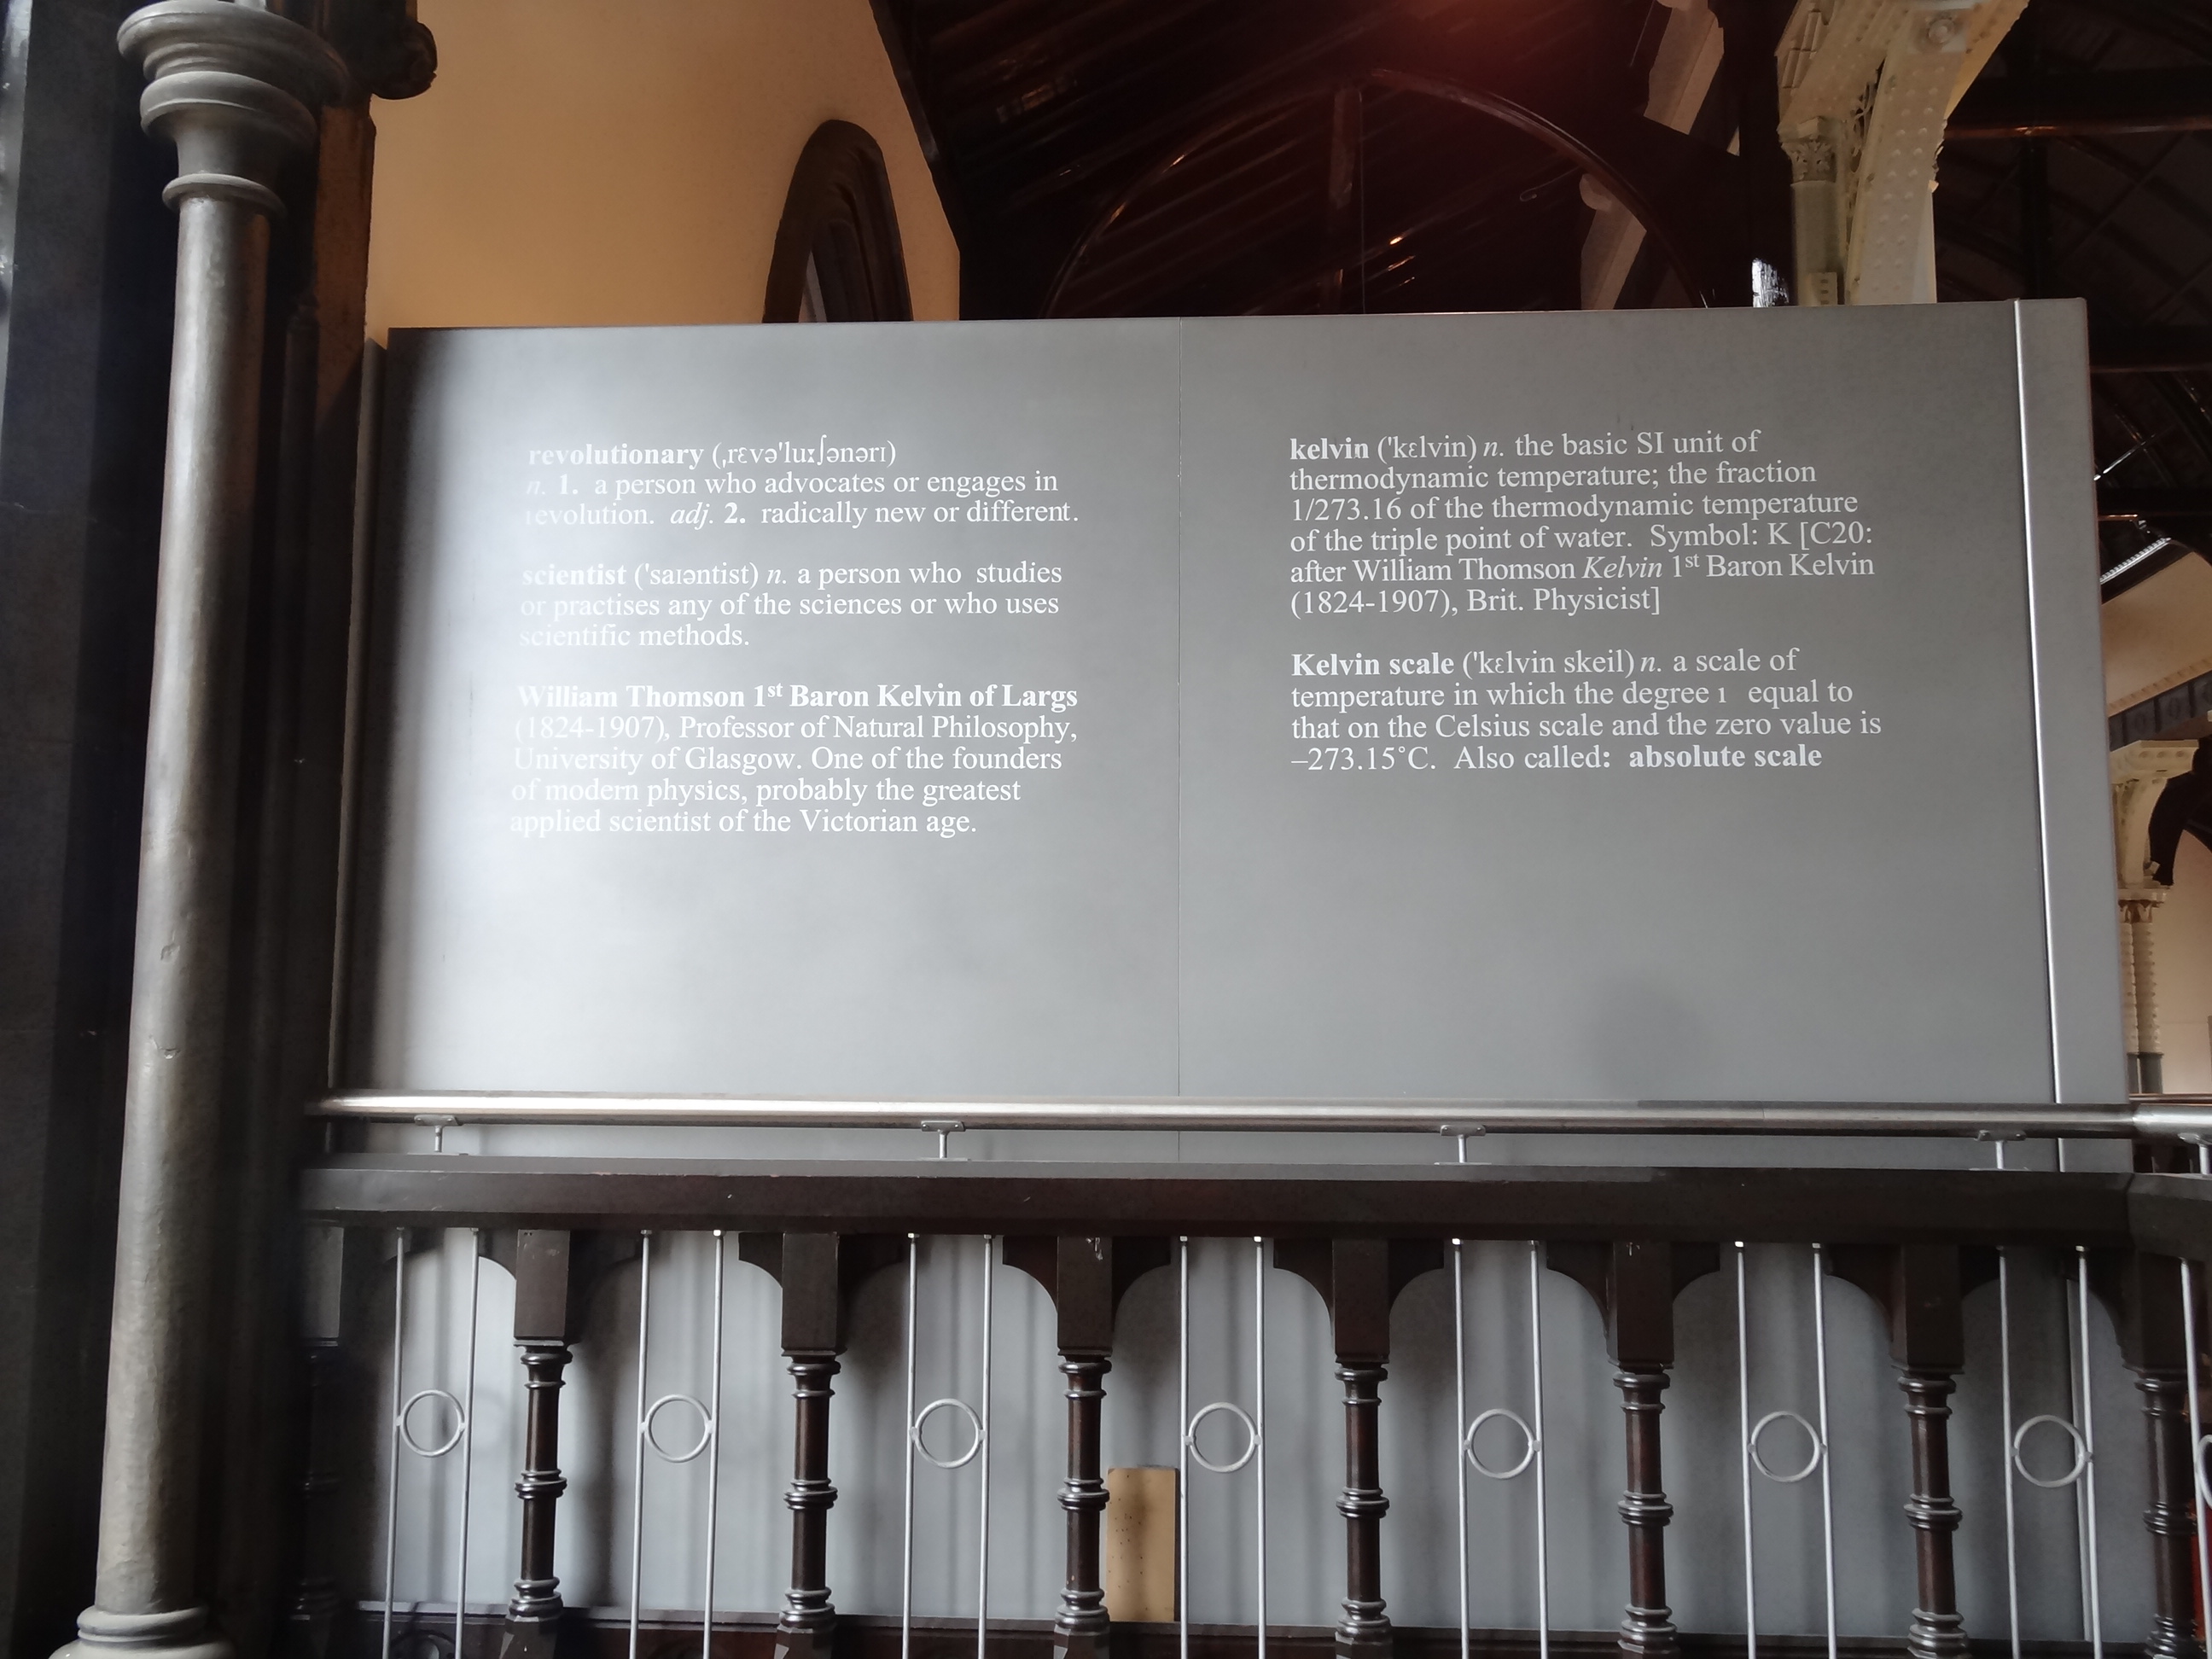 revolutionary (ˌrɛvə'luːʃənərɪ)
n. 1. a person who advocates or engages in
revolution. adj. 2. radically new or different.
scientist ('saɪəntist) n. a person who studies
or practises any of the sciences or who uses
scientific methods.
William Thomson 1st Baron Kelvin of Largs
(1824-1907), Professor of Natural Philosophy,
University of Glasgow. One of the founders
of modern physics, probably the greatest
applied scientist of the Victorian age.
kelvin ('kɛlvin) n. the basic SI unit of
thermodynamic temperature; the fraction
1/273.16 of the thermodynamic temperature
of the triple point of water. Symbol: K [C20:
after William Thomson Kelvin 1st Baron Kelvin
(1824-1907), Brit. Physicist]
Kelvin scale ('kɛlvin skeil) n. a scale of
temperature in which the degree ı equal to
that on the Celsius scale and the zero value is
–273.15°C. Also called: absolute scale